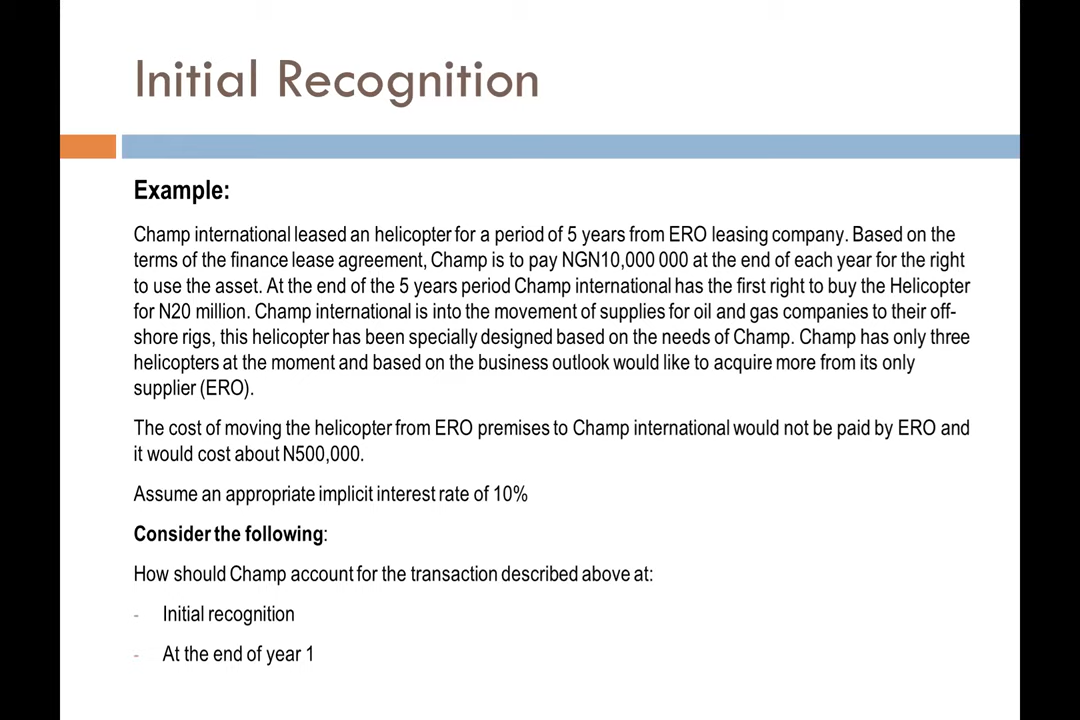 Initial Recognition
Example:
Champ international leased an helicopter for a period of 5 years from ERO leasing company. Based on the
terms of the finance lease agreement, Champ is to pay NGN10,000 000 at the end of each year for the right
to use the asset. At the end of the 5 years period Champ international has the first right to buy the Helicopter
for N20 million. Champ international is into the movement of supplies for oil and gas companies to their off-
shore rigs, this helicopter has been specially designed based on the needs of Champ. Champ has only three
helicopters at the moment and based on the business outlook would like to acquire more from its only
supplier (ERO).
The cost of moving the helicopter from ERO premises to Champ international would not be paid by ERO and
it would cost about N500,000.
Assume an appropriate implicit interest rate of 10%
Consider the following:
How should Champ account for the transaction described above at:
- Initial recognition
- At the end of year 1